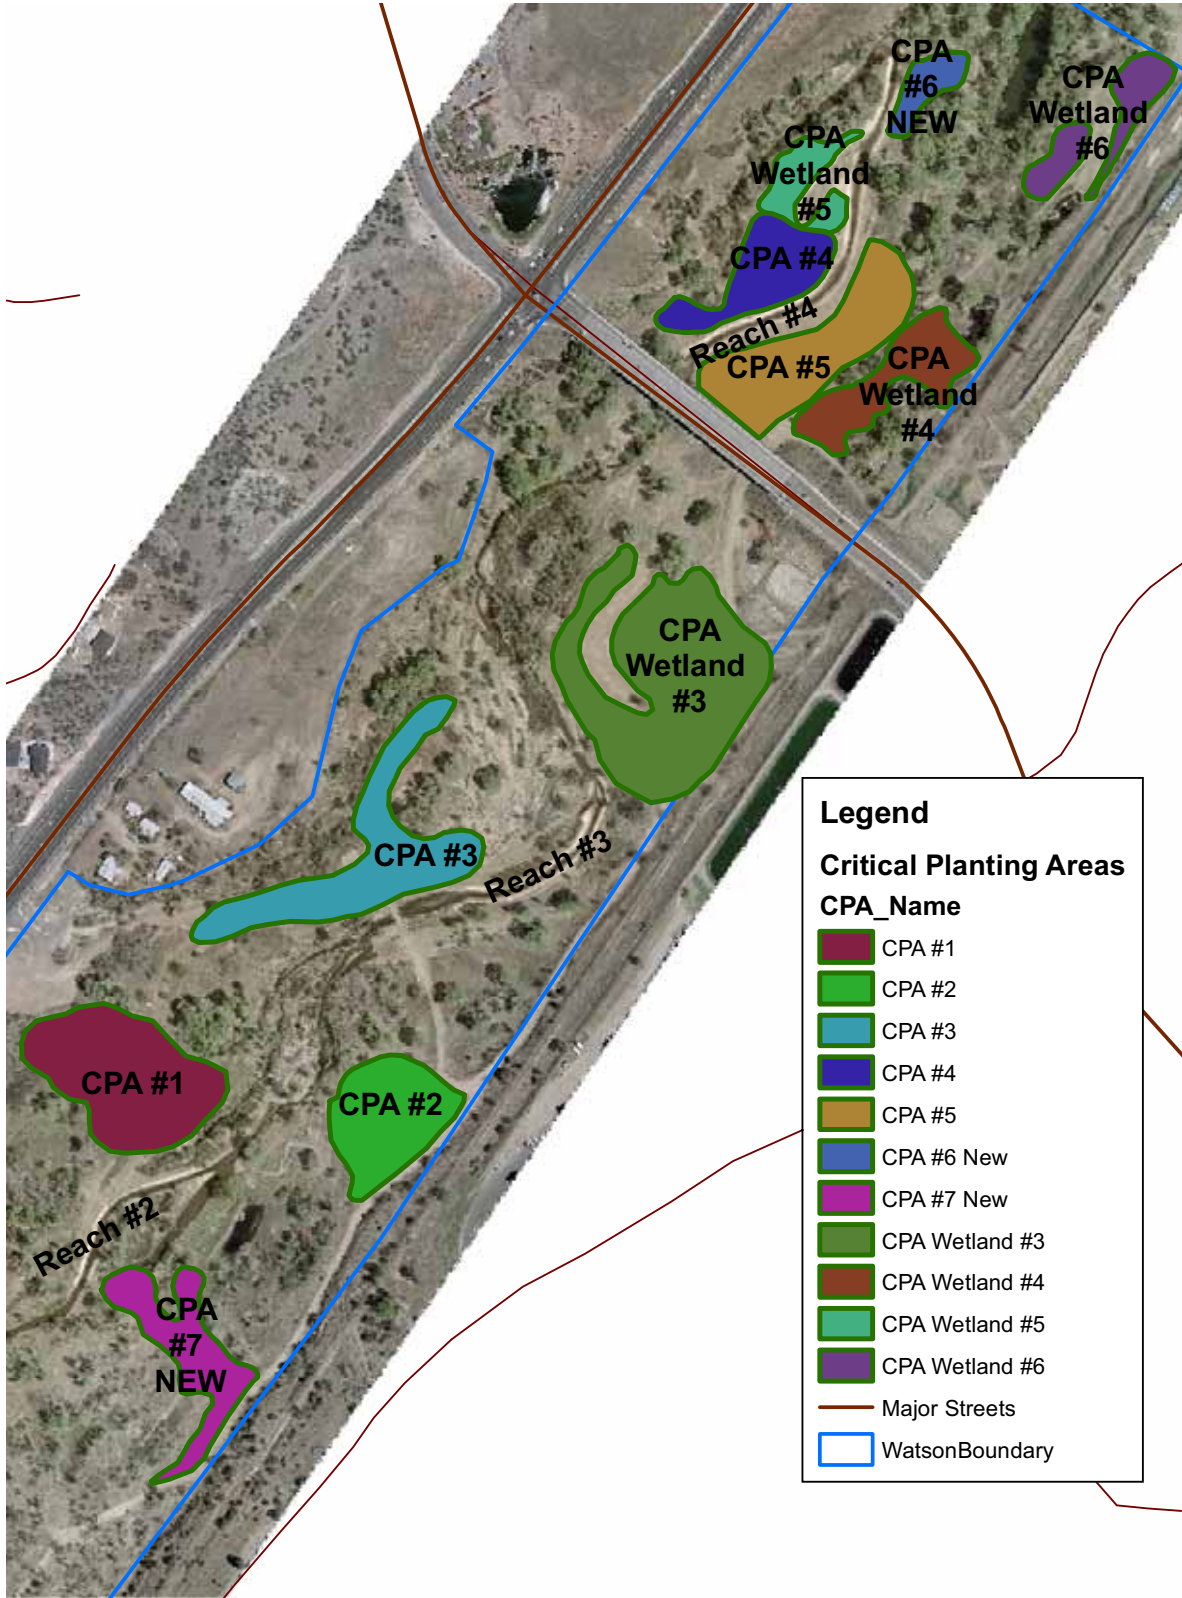 CPA
#6
NEW
CPA
Wetland
#6
CPA
Wetland
#5
CPA #4
Reach #4
CPA #5
CPA
Wetland
#4
CPA
Wetland
#3
CPA #3
Reach #3
CPA #1
CPA #2
Reach #2
CPA
#7
NEW
Legend
Critical Planting Areas
CPA_Name
CPA #1
CPA #2
CPA #3
CPA #4
CPA #5
CPA #6 New
CPA #7 New
CPA Wetland #3
CPA Wetland #4
CPA Wetland #5
CPA Wetland #6
Major Streets
WatsonBoundary